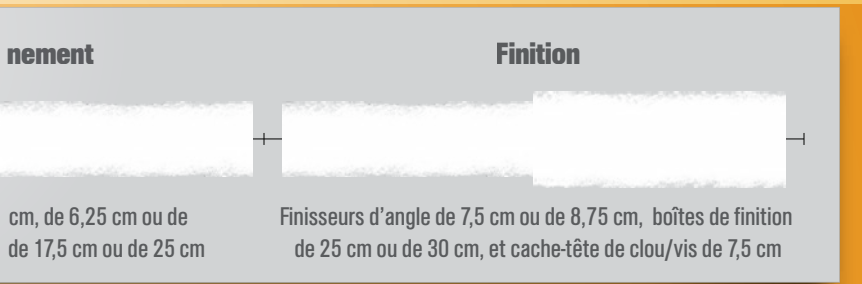 nement
cm, de 6,25 cm ou de
de 17,5 cm ou de 25 cm
Finition
Finisseurs d’angle de 7,5 cm ou de 8,75 cm, boîtes de finition
de 25 cm ou de 30 cm, et cache-tête de clou/vis de 7,5 cm